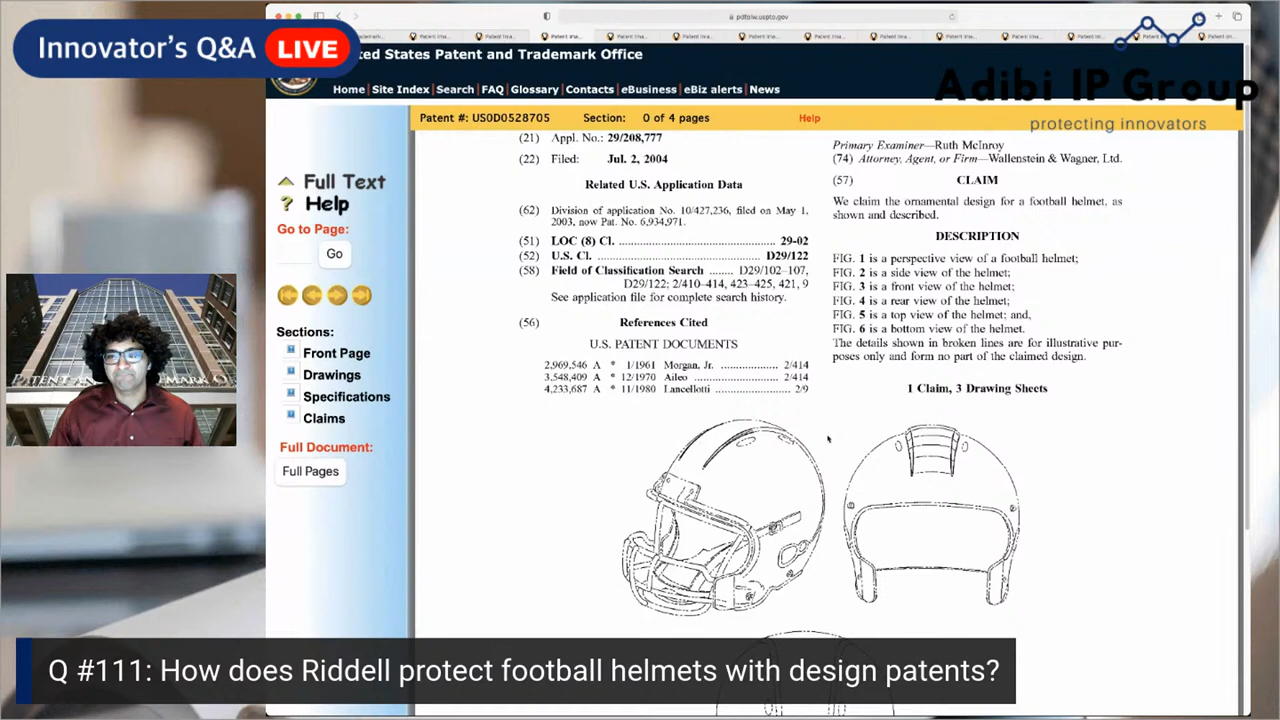 Innovator's Q&A LIVE
pdfpiw.uspto.gov
ted States Patent and Trademark Office
Home | Site Index | Search | FAQ | Glossary | Contacts | eBusiness | eBiz alerts | News
Adibi IP Group
protecting innovators
Patent #: US0D0528705
Section: 0 of 4 pages
Help
Full Text
Help
Go to Page:
Go
Sections:
Front Page
Drawings
Specifications
Claims
Full Document:
Full Pages
(21) Appl. No.: 29/208,777
(22) Filed: Jul. 2, 2004
Related U.S. Application Data
(62) Division of application No. 10/427,236, filed on May 1,
2003, now Pat. No. 6,934,971.
(51) LOC (8) Cl. ................................ 29-02
(52) U.S. Cl. ................................ D29/122
(58) Field of Classification Search ........ D29/102–107,
D29/122; 2/410–414, 423–425, 421, 9
See application file for complete search history.
(56) References Cited
U.S. PATENT DOCUMENTS
2,969,546 A * 1/1961 Morgan, Jr. .................. 2/414
3,548,409 A * 12/1970 Aileo .......................... 2/414
4,233,687 A * 11/1980 Lancellotti ..................... 2/9
Primary Examiner—Ruth McInroy
(74) Attorney, Agent, or Firm—Wallenstein & Wagner, Ltd.
(57) CLAIM
We claim the ornamental design for a football helmet, as
shown and described.
DESCRIPTION
FIG. 1 is a perspective view of a football helmet;
FIG. 2 is a side view of the helmet;
FIG. 3 is a front view of the helmet;
FIG. 4 is a rear view of the helmet;
FIG. 5 is a top view of the helmet; and,
FIG. 6 is a bottom view of the helmet.
The details shown in broken lines are for illustrative pur-
poses only and form no part of the claimed design.
1 Claim, 3 Drawing Sheets
Q #111: How does Riddell protect football helmets with design patents?